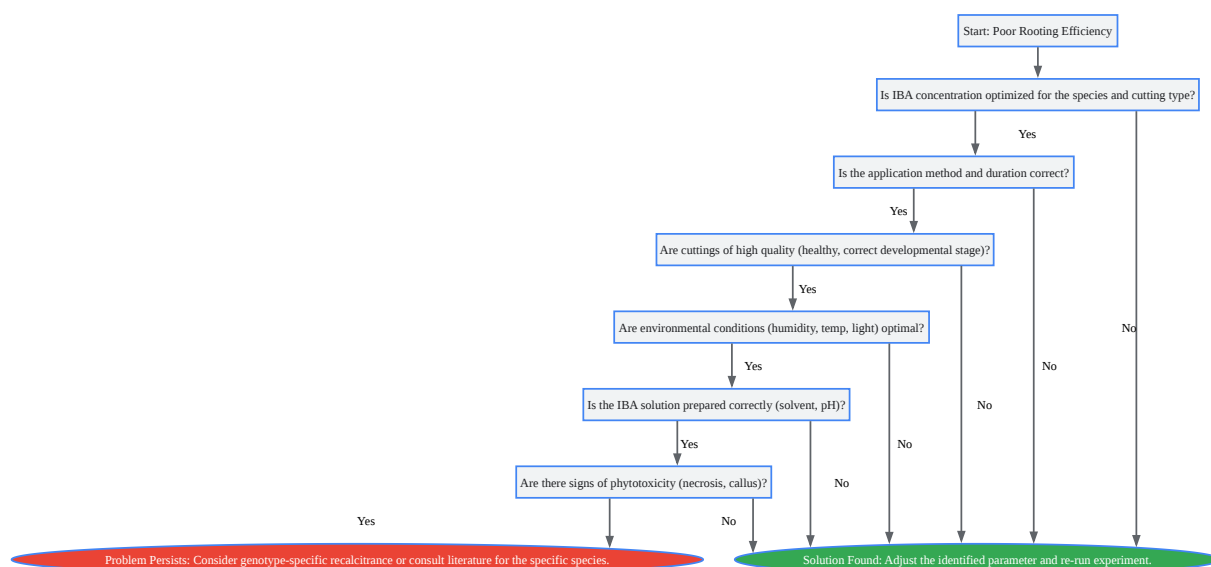 Start: Poor Rooting Efficiency
Is IBA concentration optimized for the species and cutting type?
Yes
Is the application method and duration correct?
Yes
Are cuttings of high quality (healthy, correct developmental stage)?
Yes
Are environmental conditions (humidity, temp, light) optimal?
No
Yes
No
Is the IBA solution prepared correctly (solvent, pH)?
No
Yes
No
Are there signs of phytotoxicity (necrosis, callus)?
No
Yes
No
Problem Persists: Consider genotype-specific recalcitrance or consult literature for the specific species.
Solution Found: Adjust the identified parameter and re-run experiment.